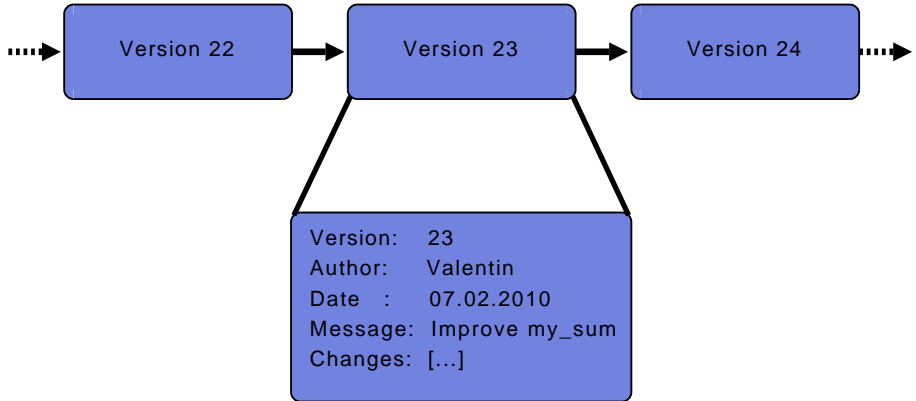 Version 22
Version 23
Version 24
Version: 23
Author: Valentin
Date : 07.02.2010
Message: Improve my_sum
Changes: [...]